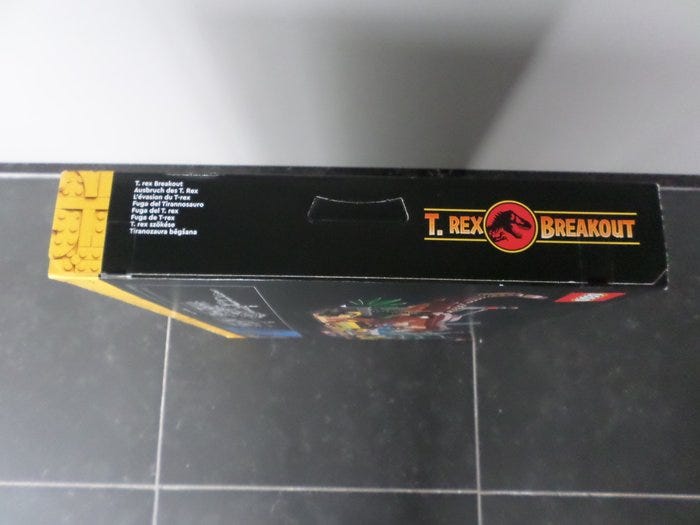 T. rex Breakout
Ausbruch des T. Rex
L'évasion du T-rex
Fuga del Tirannosauro
Fuga del T. rex
Fuga de T-rex
T. rex szökése
Tiranozaura bēgšana
T. REX BREAKOUT